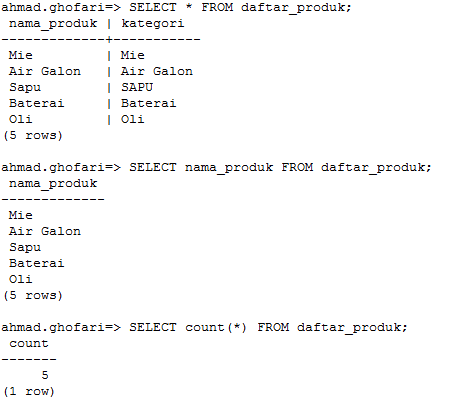 ahmad.ghofari=> SELECT * FROM daftar_produk;
 nama_produk | kategori
-------------+-----------
 Mie         | Mie
 Air Galon   | Air Galon
 Sapu        | SAPU
 Baterai     | Baterai
 Oli         | Oli
(5 rows)

ahmad.ghofari=> SELECT nama_produk FROM daftar_produk;
 nama_produk
-------------
 Mie
 Air Galon
 Sapu
 Baterai
 Oli
(5 rows)

ahmad.ghofari=> SELECT count(*) FROM daftar_produk;
 count
-------
     5
(1 row)